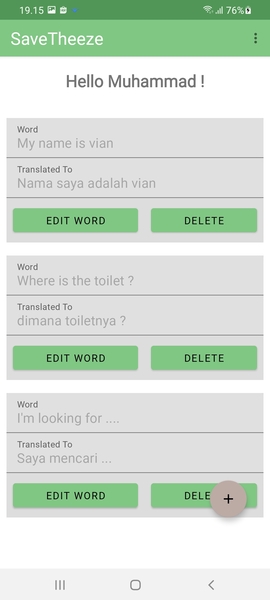 19.15
76%
SaveTheeze
Hello Muhammad !
Word
My name is vian
Translated To
Nama saya adalah vian
EDIT WORD DELETE
Word
Where is the toilet ?
Translated To
dimana toiletnya ?
EDIT WORD DELETE
Word
I'm looking for ....
Translated To
Saya mencari ...
EDIT WORD DELE
+